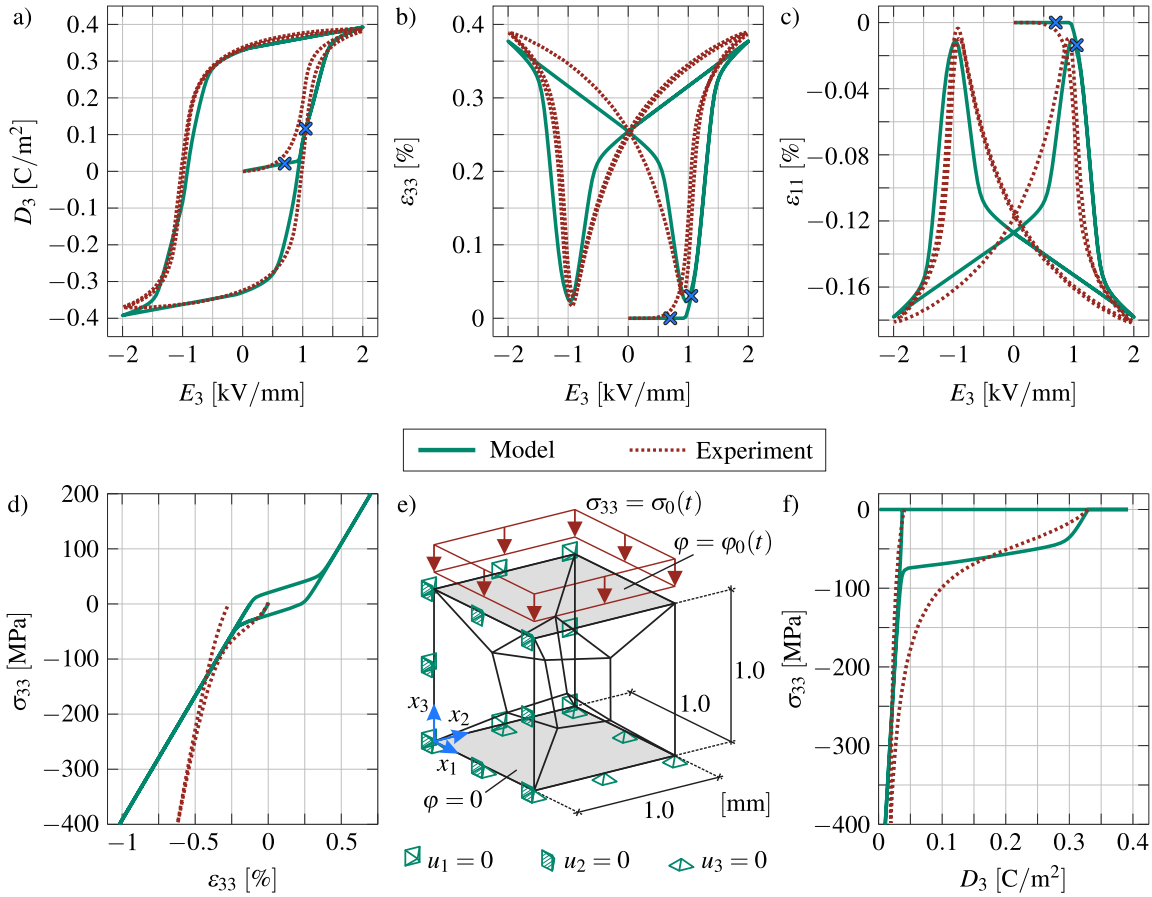 a)
0.4
0.3
0.2
0.1
0
−0.1
−0.2
−0.3
−0.4
D3 [C/m²]
−2 −1 0 1 2
E3 [kV/mm]
b)
0.4
0.3
0.2
0.1
0
ε33 [%]
−2 −1 0 1 2
E3 [kV/mm]
c)
0
−0.04
−0.08
−0.12
−0.16
ε11 [%]
−2 −1 0 1 2
E3 [kV/mm]
Model Experiment
d)
200
100
0
−100
−200
−300
−400
σ33 [MPa]
−1 −0.5 0 0.5
ε33 [%]
e)
σ33 = σ0(t)
φ = φ0(t)
1.0
1.0
x3
x2
x1
φ = 0
1.0
[mm]
u1 = 0 u2 = 0 u3 = 0
f)
0
−100
−200
−300
−400
σ33 [MPa]
0 0.1 0.2 0.3 0.4
D3 [C/m²]